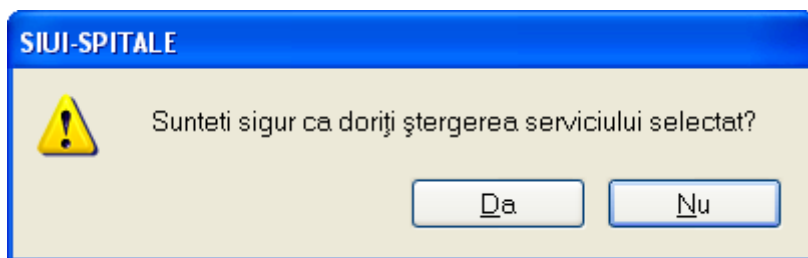 SIUI-SPITALE
Sunteti sigur ca doriţi ştergerea serviciului selectat?
Da
Nu